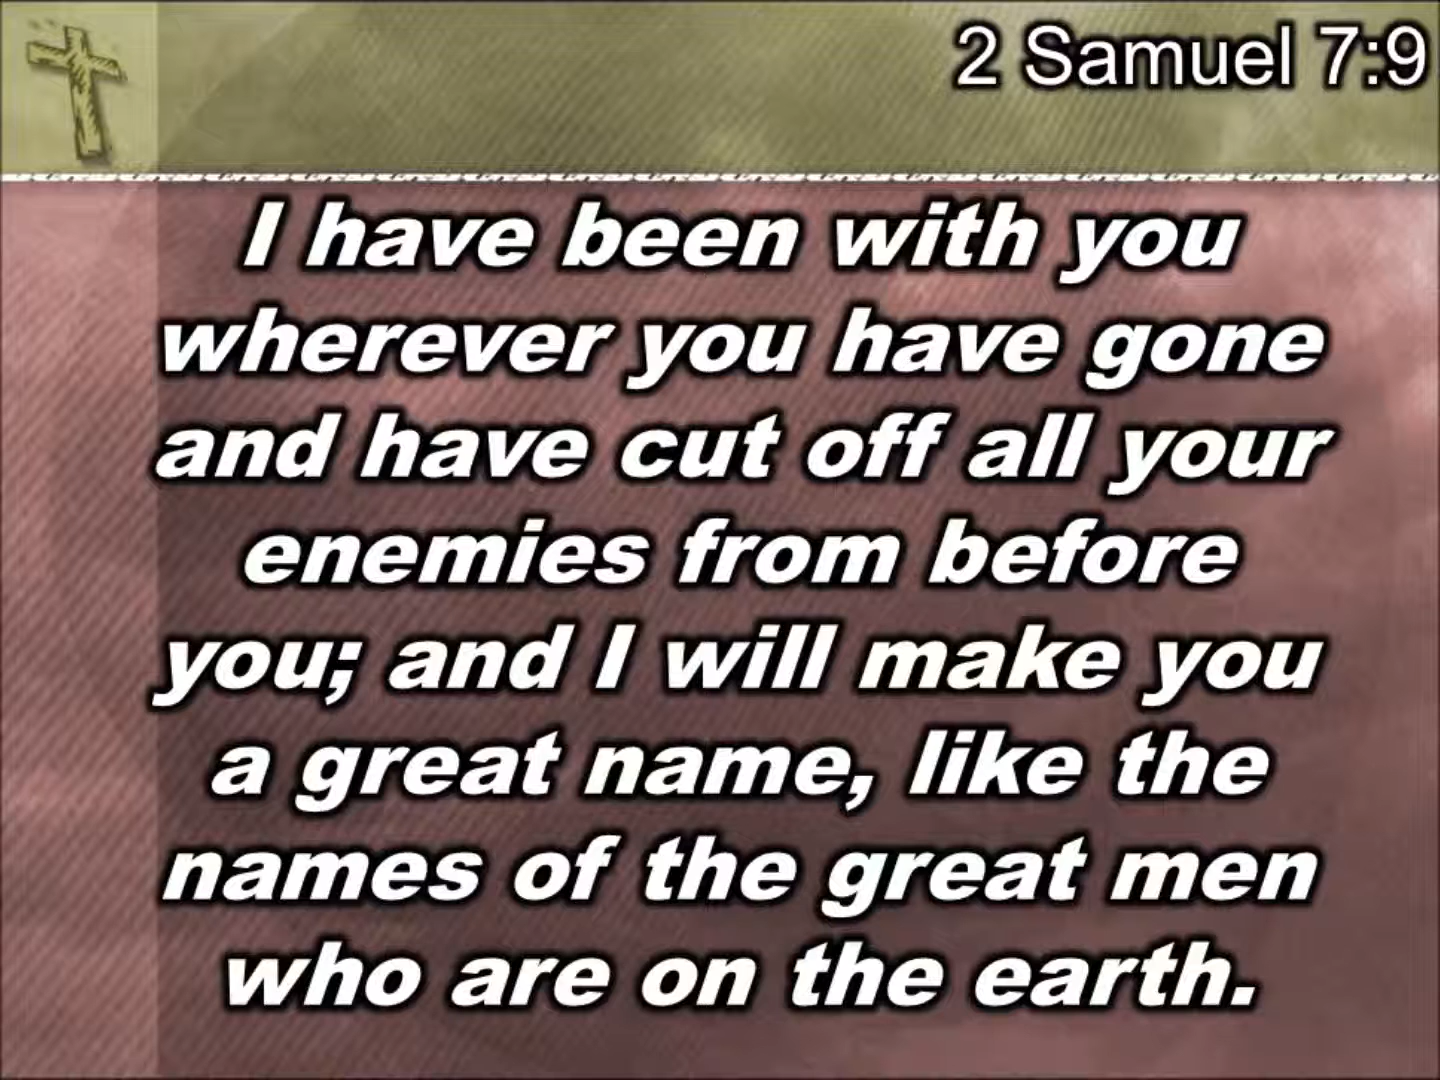 2 Samuel 7:9
I have been with you
wherever you have gone
and have cut off all your
enemies from before
you; and I will make you
a great name, like the
names of the great men
who are on the earth.